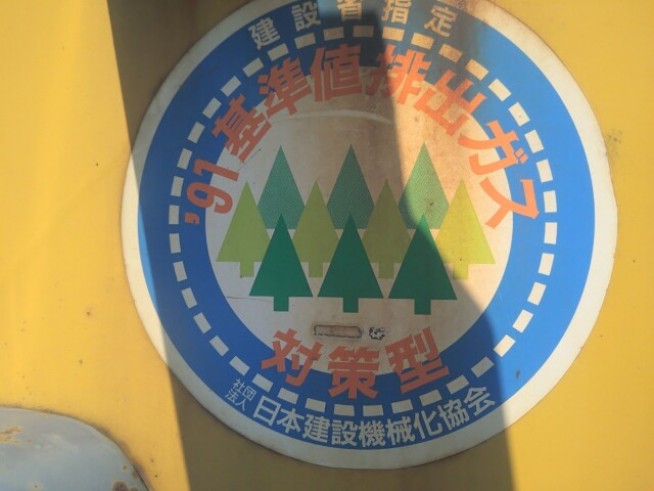 建設省指定
'91基準値排出ガス
対策型
社団法人 日本建設機械化協会